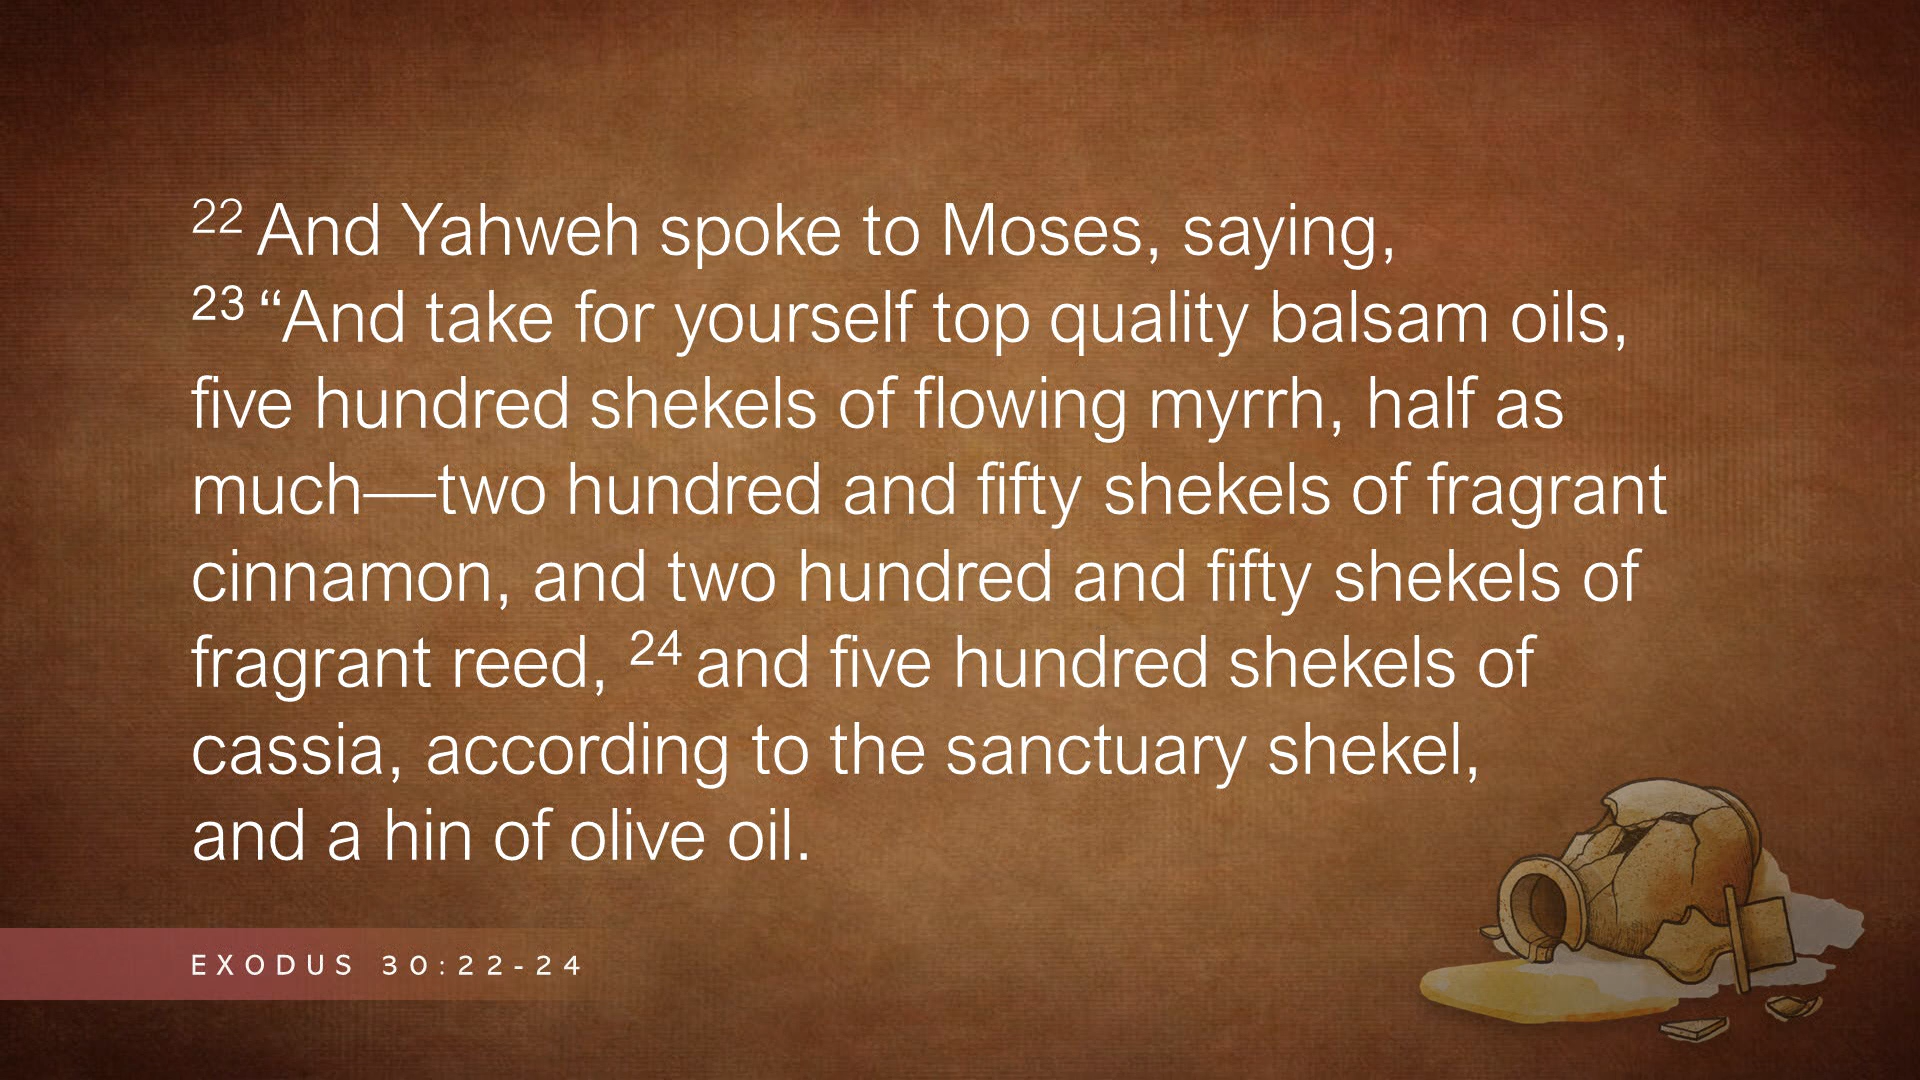 22 And Yahweh spoke to Moses, saying,
23 “And take for yourself top quality balsam oils,
five hundred shekels of flowing myrrh, half as
much—two hundred and fifty shekels of fragrant
cinnamon, and two hundred and fifty shekels of
fragrant reed, 24 and five hundred shekels of
cassia, according to the sanctuary shekel,
and a hin of olive oil.
EXODUS 30:22-24